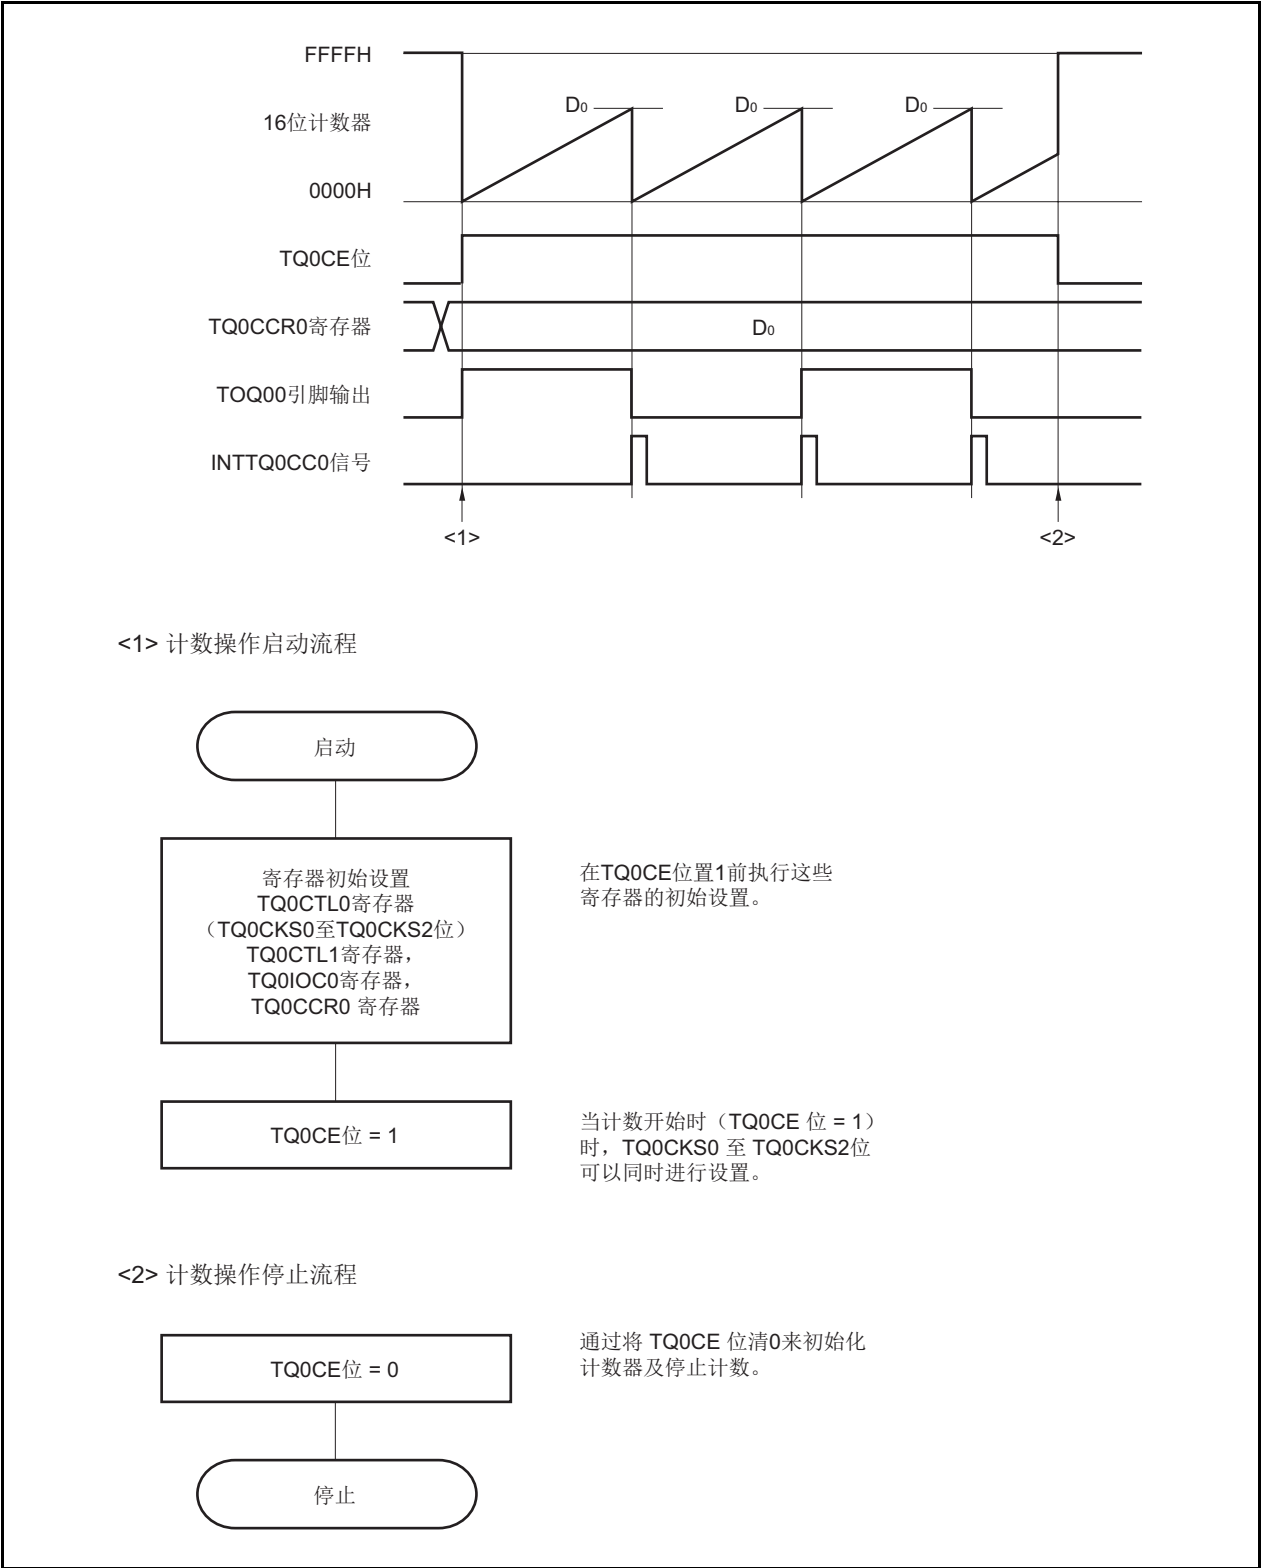 FFFFH
D0 D0 D0
16位计数器
0000H
TQ0CE位
TQ0CCR0寄存器 D0
TOQ00引脚输出
INTTQ0CC0信号
<1> <2>
<1> 计数操作启动流程
启动
寄存器初始设置
TQ0CTL0寄存器
（TQ0CKS0至TQ0CKS2位）
TQ0CTL1寄存器，
TQ0IOC0寄存器，
TQ0CCR0 寄存器
在TQ0CE位置1前执行这些
寄存器的初始设置。
TQ0CE位 = 1
当计数开始时（TQ0CE 位 = 1）
时，TQ0CKS0 至 TQ0CKS2位
可以同时进行设置。
<2> 计数操作停止流程
TQ0CE位 = 0
通过将 TQ0CE 位清0来初始化
计数器及停止计数。
停止